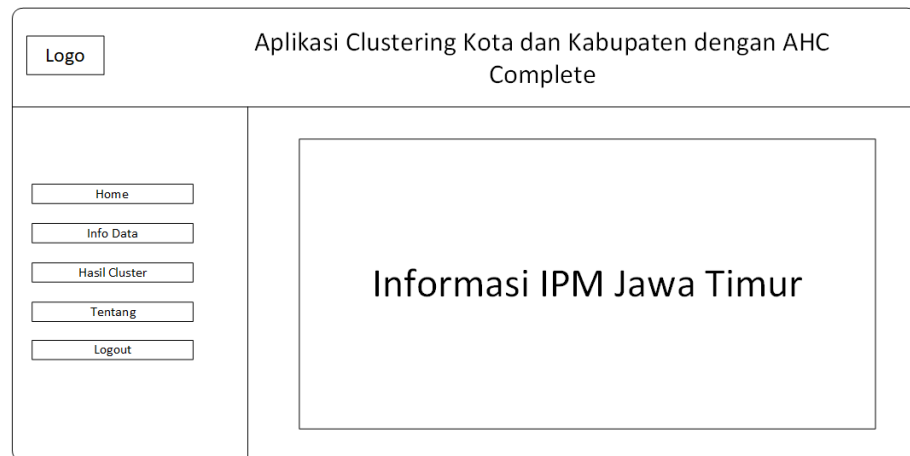 Logo
Aplikasi Clustering Kota dan Kabupaten dengan AHC
Complete
Home
Info Data
Hasil Cluster
Tentang
Logout
Informasi IPM Jawa Timur